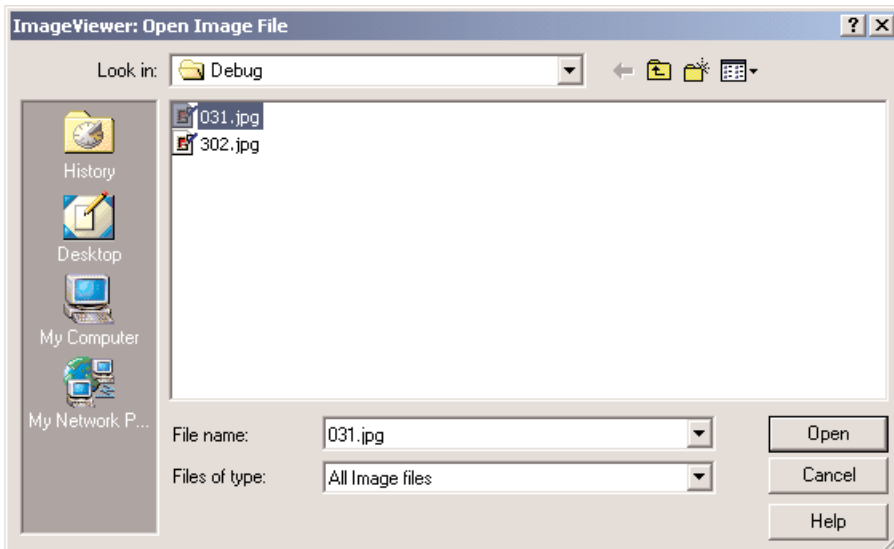 ImageViewer: Open Image File
Look in: Debug
031.jpg
302.jpg
History
Desktop
My Computer
My Network P...
File name: 031.jpg Open
Files of type: All Image files Cancel
Help